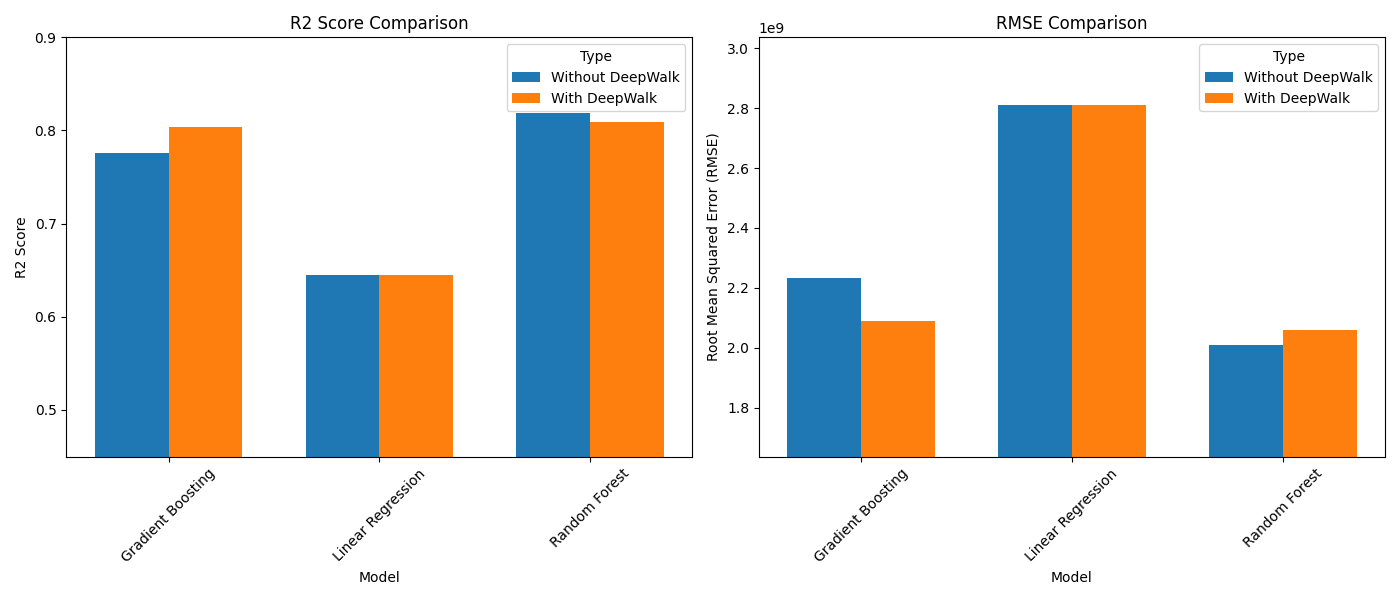 R2 Score Comparison
0.9
0.8
0.7
0.6
0.5
R2 Score
Type
Without DeepWalk
With DeepWalk
Gradient Boosting
Linear Regression
Random Forest
Model
RMSE Comparison
1e9
3.0
2.8
2.6
2.4
2.2
2.0
1.8
Root Mean Squared Error (RMSE)
Type
Without DeepWalk
With DeepWalk
Gradient Boosting
Linear Regression
Random Forest
Model